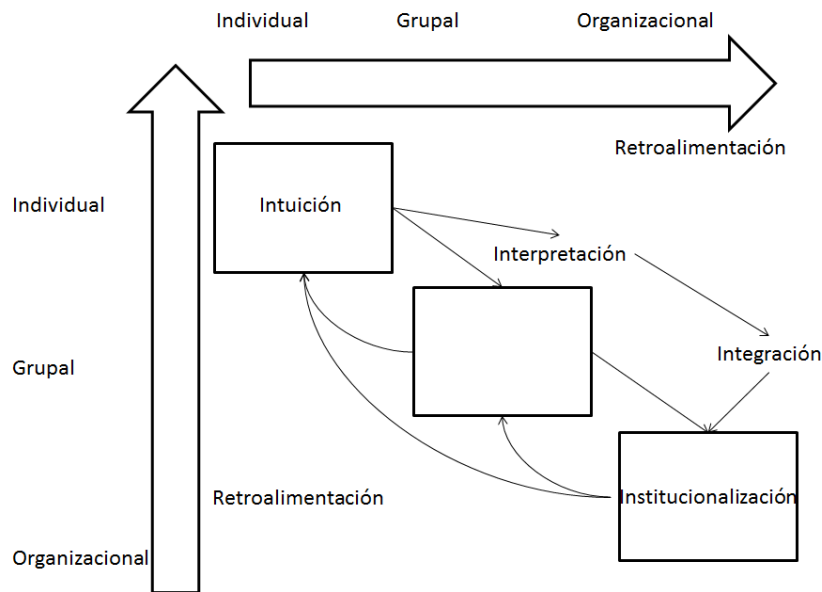 Individual Grupal Organizacional
Retroalimentación
Individual Intuición
Interpretación
Integración
Grupal
Retroalimentación Institucionalización
Organizacional